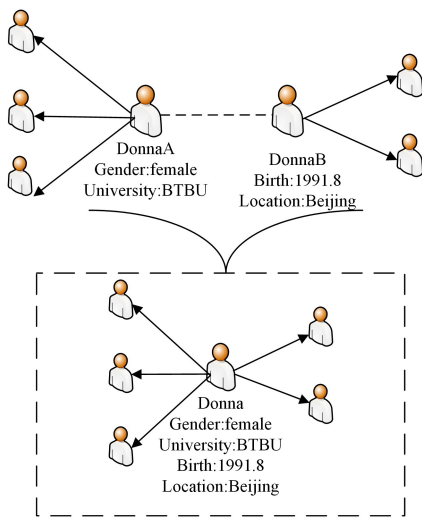 DonnaA
Gender:female
University:BTBU
DonnaB
Birth:1991.8
Location:Beijing
Donna
Gender:female
University:BTBU
Birth:1991.8
Location:Beijing